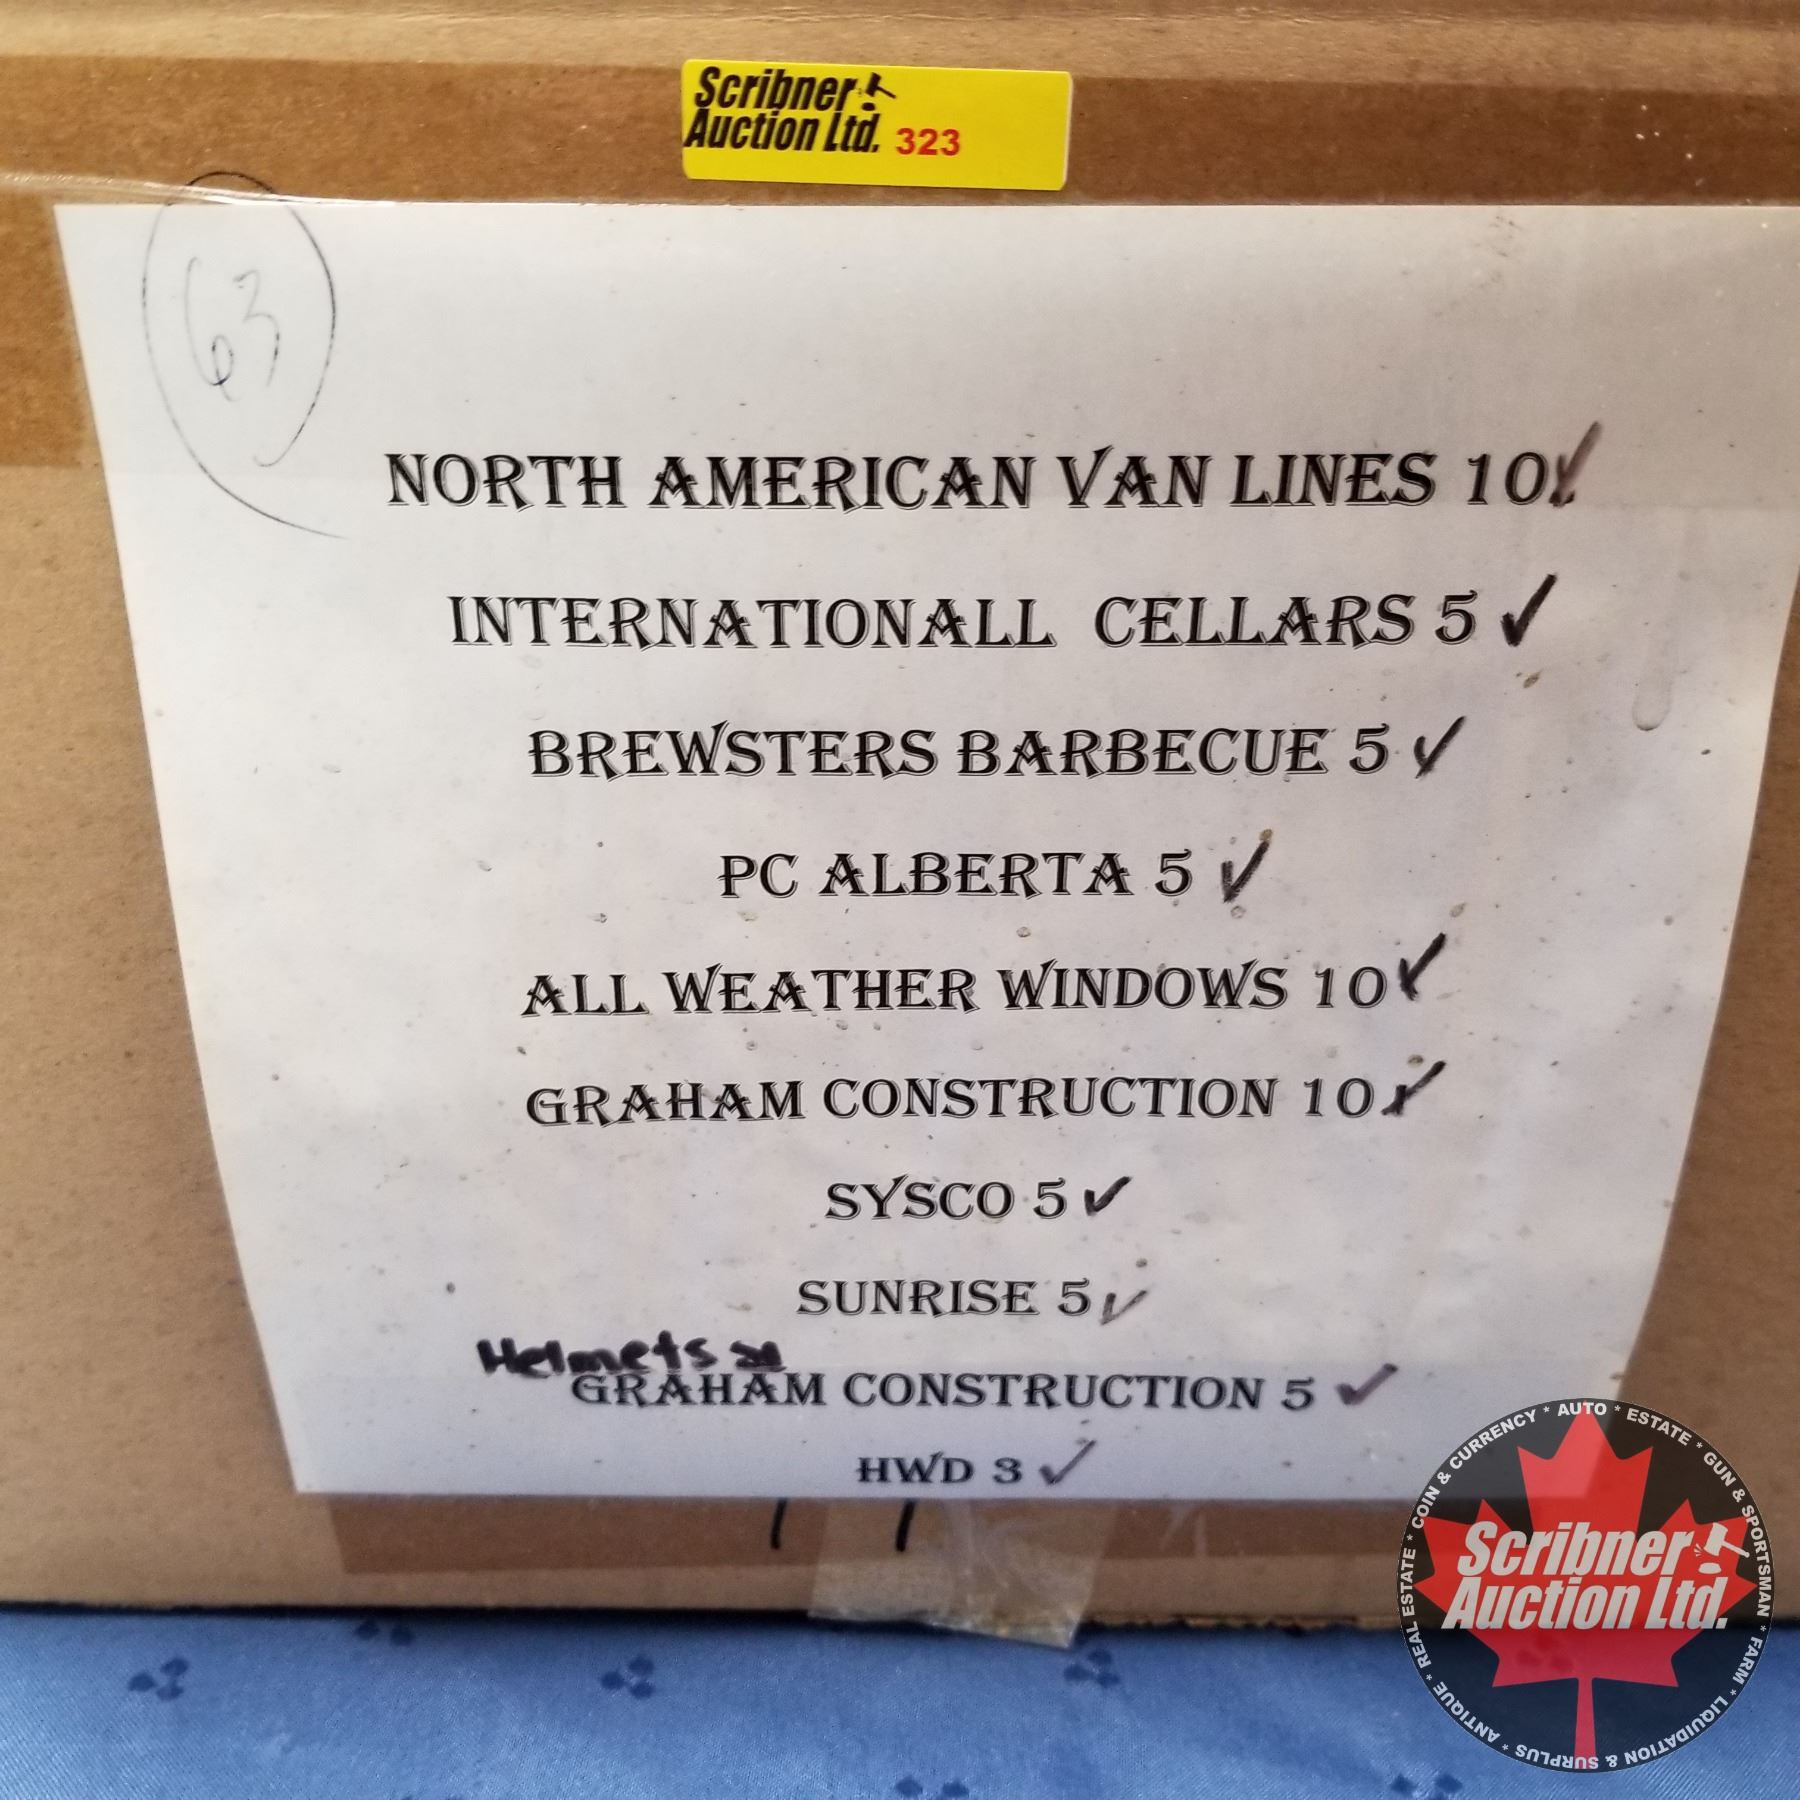 Scribner
Auction Ltd. 323
63
NORTH AMERICAN VAN LINES 10
INTERNATIONALL CELLARS 5
BREWSTERS BARBECUE 5
PC ALBERTA 5
ALL WEATHER WINDOWS 10
GRAHAM CONSTRUCTION 10
SYSCO 5
SUNRISE 5
Helmets
GRAHAM CONSTRUCTION 5
HWD 3
Scribner
Auction Ltd.
REAL ESTATE * COIN & CURRENCY * AUTO * ESTATE * GUN & SPORTSMAN * FARM * LIQUIDATION & SURPLUS * ANTIQUE *